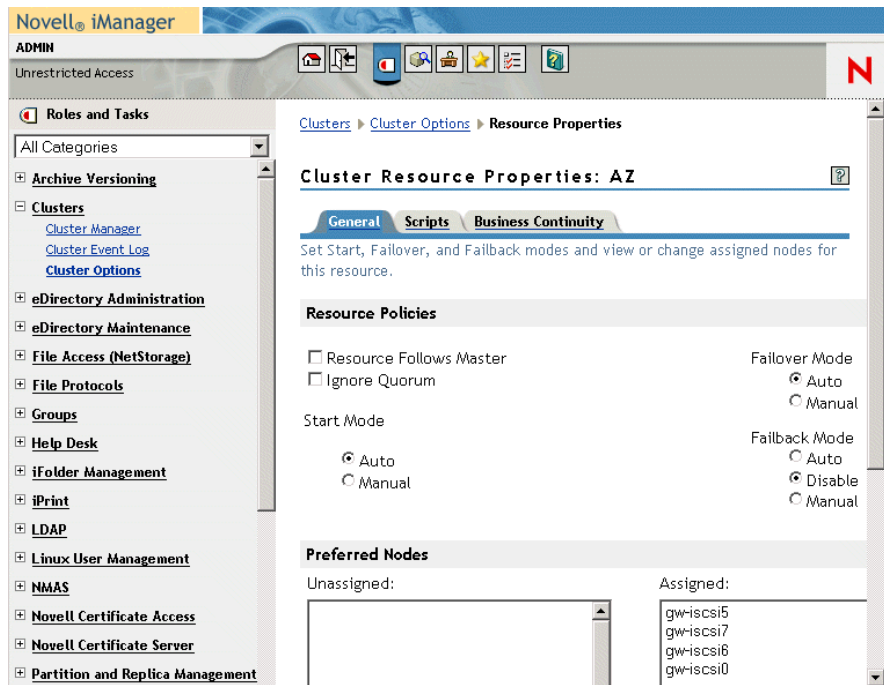 Novell® iManager
ADMIN
Unrestricted Access
N
Roles and Tasks
All Categories
Archive Versioning
Clusters
Cluster Manager
Cluster Event Log
Cluster Options
eDirectory Administration
eDirectory Maintenance
File Access (NetStorage)
File Protocols
Groups
Help Desk
iFolder Management
iPrint
LDAP
Linux User Management
NMAS
Novell Certificate Access
Novell Certificate Server
Partition and Replica Management
Clusters Cluster Options Resource Properties
Cluster Resource Properties: AZ ?
General Scripts Business Continuity
Set Start, Failover, and Failback modes and view or change assigned nodes for
this resource.
Resource Policies
Resource Follows Master
Ignore Quorum
Start Mode
Auto
Manual
Failover Mode
Auto
Manual
Failback Mode
Auto
Disable
Manual
Preferred Nodes
Unassigned:
Assigned:
gw-iscsi5
gw-iscsi7
gw-iscsi6
gw-iscsi0